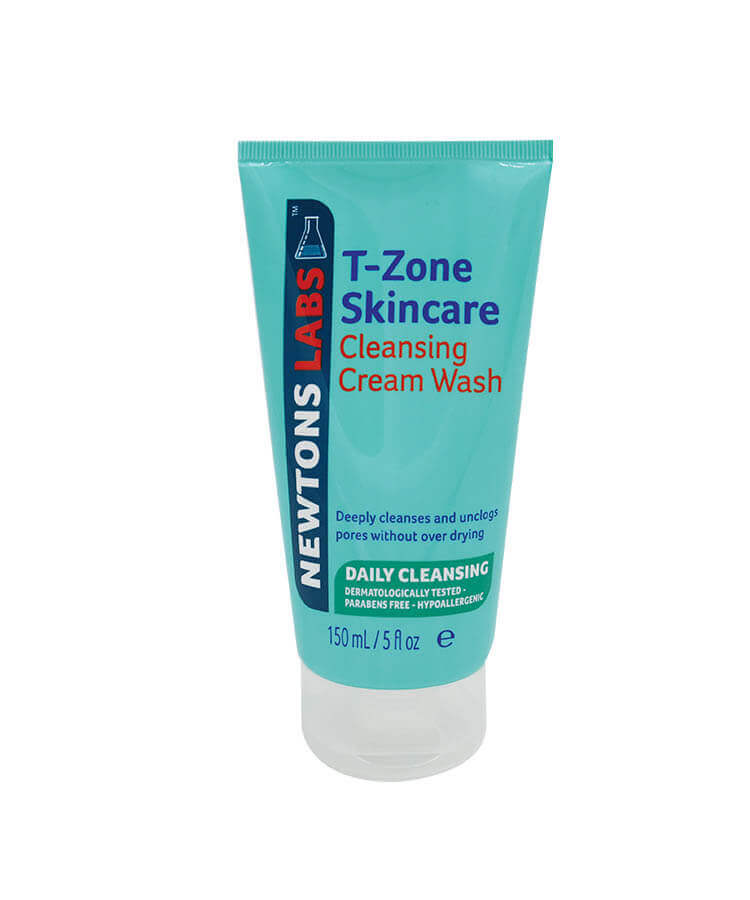 NEWTONS LABS
TM
T-Zone
Skincare
Cleansing
Cream Wash
Deeply cleanses and unclogs
pores without over drying
DAILY CLEANSING
DERMATOLOGICALLY TESTED -
PARABENS FREE - HYPOALLERGENIC
150 mL / 5 fl oz ℮